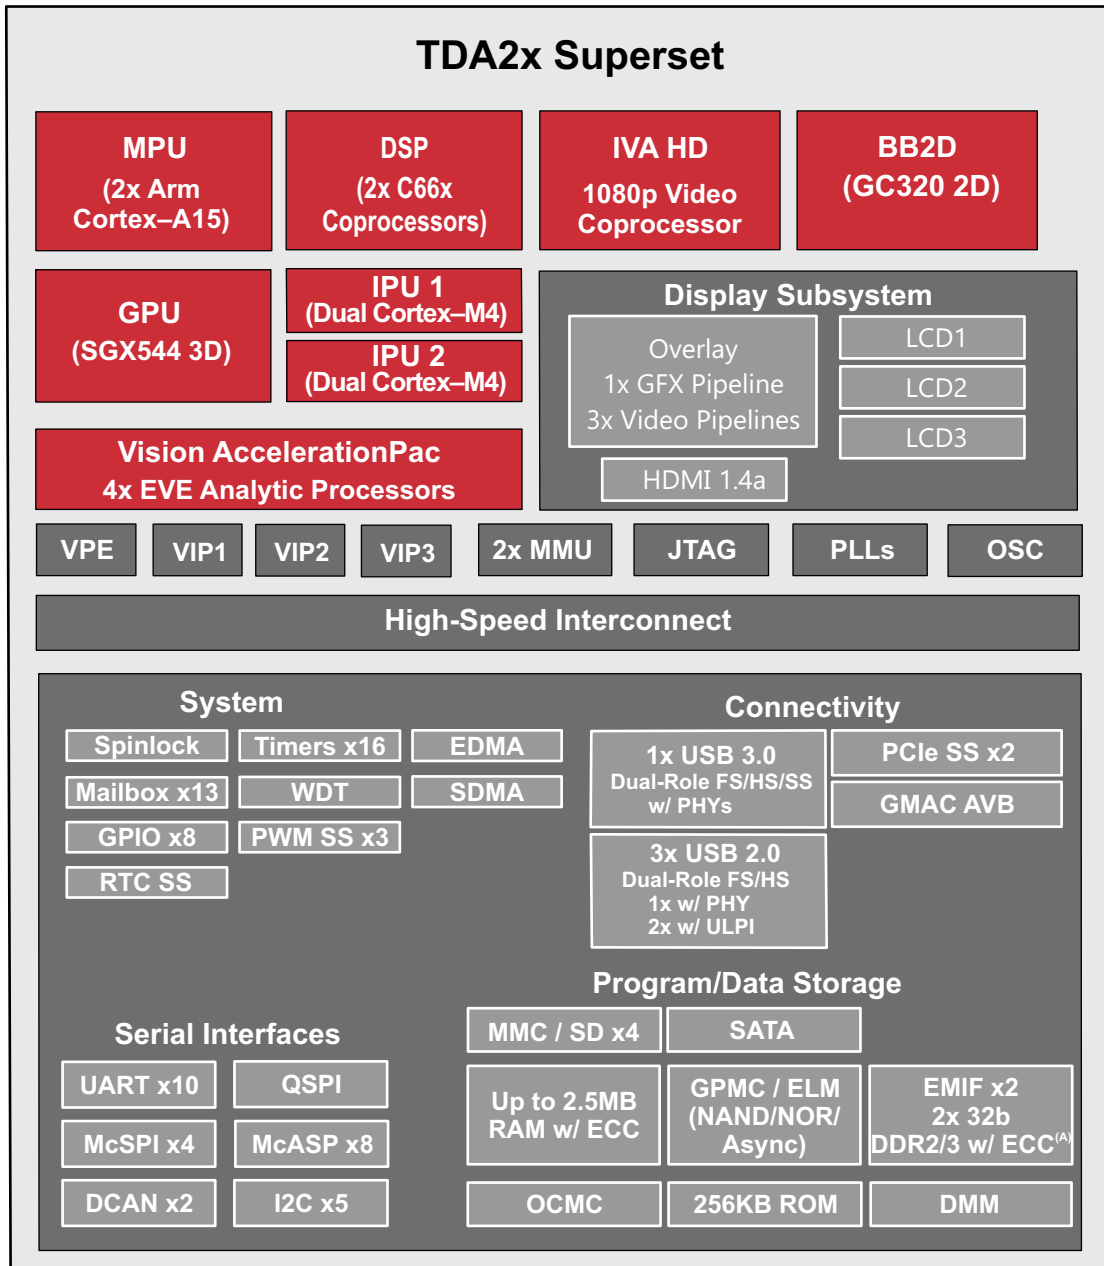 TDA2x Superset
MPU
(2x Arm
Cortex–A15)
DSP
(2x C66x
Coprocessors)
IVA HD
1080p Video
Coprocessor
BB2D
(GC320 2D)
GPU
(SGX544 3D)
IPU 1
(Dual Cortex–M4)
IPU 2
(Dual Cortex–M4)
Display Subsystem
Overlay
1x GFX Pipeline
3x Video Pipelines
LCD1
LCD2
LCD3
HDMI 1.4a
Vision AccelerationPac
4x EVE Analytic Processors
VPE
VIP1
VIP2
VIP3
2x MMU
JTAG
PLLs
OSC
High-Speed Interconnect
System
Spinlock
Timers x16
EDMA
Mailbox x13
WDT
SDMA
GPIO x8
PWM SS x3
RTC SS
Connectivity
1x USB 3.0
Dual-Role FS/HS/SS
w/ PHYs
PCIe SS x2
GMAC AVB
3x USB 2.0
Dual-Role FS/HS
1x w/ PHY
2x w/ ULPI
Serial Interfaces
UART x10
QSPI
McSPI x4
McASP x8
DCAN x2
I2C x5
Program/Data Storage
MMC / SD x4
SATA
Up to 2.5MB
RAM w/ ECC
GPMC / ELM
(NAND/NOR/
Async)
EMIF x2
2x 32b
DDR2/3 w/ ECC(A)
OCMC
256KB ROM
DMM